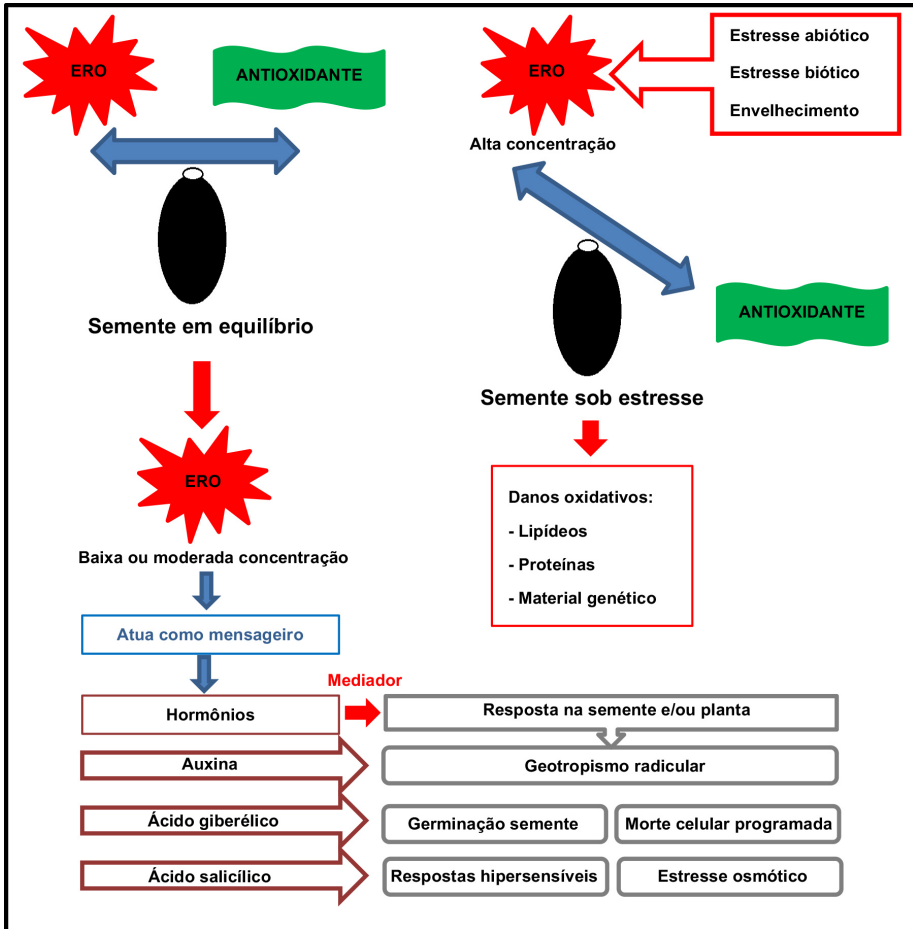 ERO
ANTIOXIDANTE
Semente em equilíbrio
ERO
Baixa ou moderada concentração
Atua como mensageiro
ERO
Alta concentração
Estresse abiótico
Estresse biótico
Envelhecimento
ANTIOXIDANTE
Semente sob estresse
Danos oxidativos:
- Lipídeos
- Proteínas
- Material genético
Hormônios
Mediador
Resposta na semente e/ou planta
Auxina
Geotropismo radicular
Ácido giberélico
Germinação semente
Morte celular programada
Ácido salicílico
Respostas hipersensíveis
Estresse osmótico